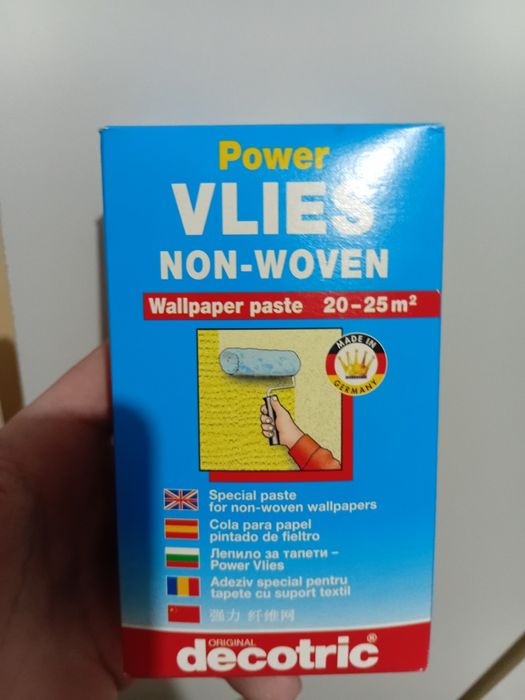 Power
VLIES
NON-WOVEN
Wallpaper paste 20-25 m²
MADE IN
GERMANY
Special paste
for non-woven wallpapers
Cola para papel
pintado de fieltro
Лепило за тапети –
Power Vlies
Adeziv special pentru
tapete cu suport textil
强力 纤维网
ORIGINAL
decotric®